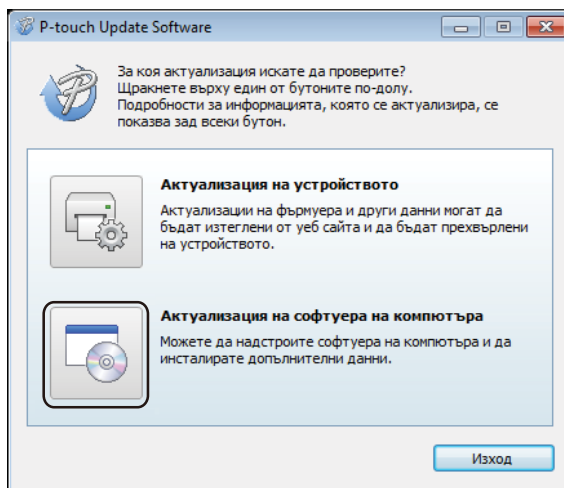 P-touch Update Software
За коя актуализация искате да проверите?
Щракнете върху един от бутоните по-долу.
Подробности за информацията, която се актуализира, се
показва зад всеки бутон.
Актуализация на устройството
Актуализации на фърмуера и други данни могат да
бъдат изтеглени от уеб сайта и да бъдат прехвърлени
на устройството.
Актуализация на софтуера на компютъра
Можете да надстроите софтуера на компютъра и да
инсталирате допълнителни данни.
Изход